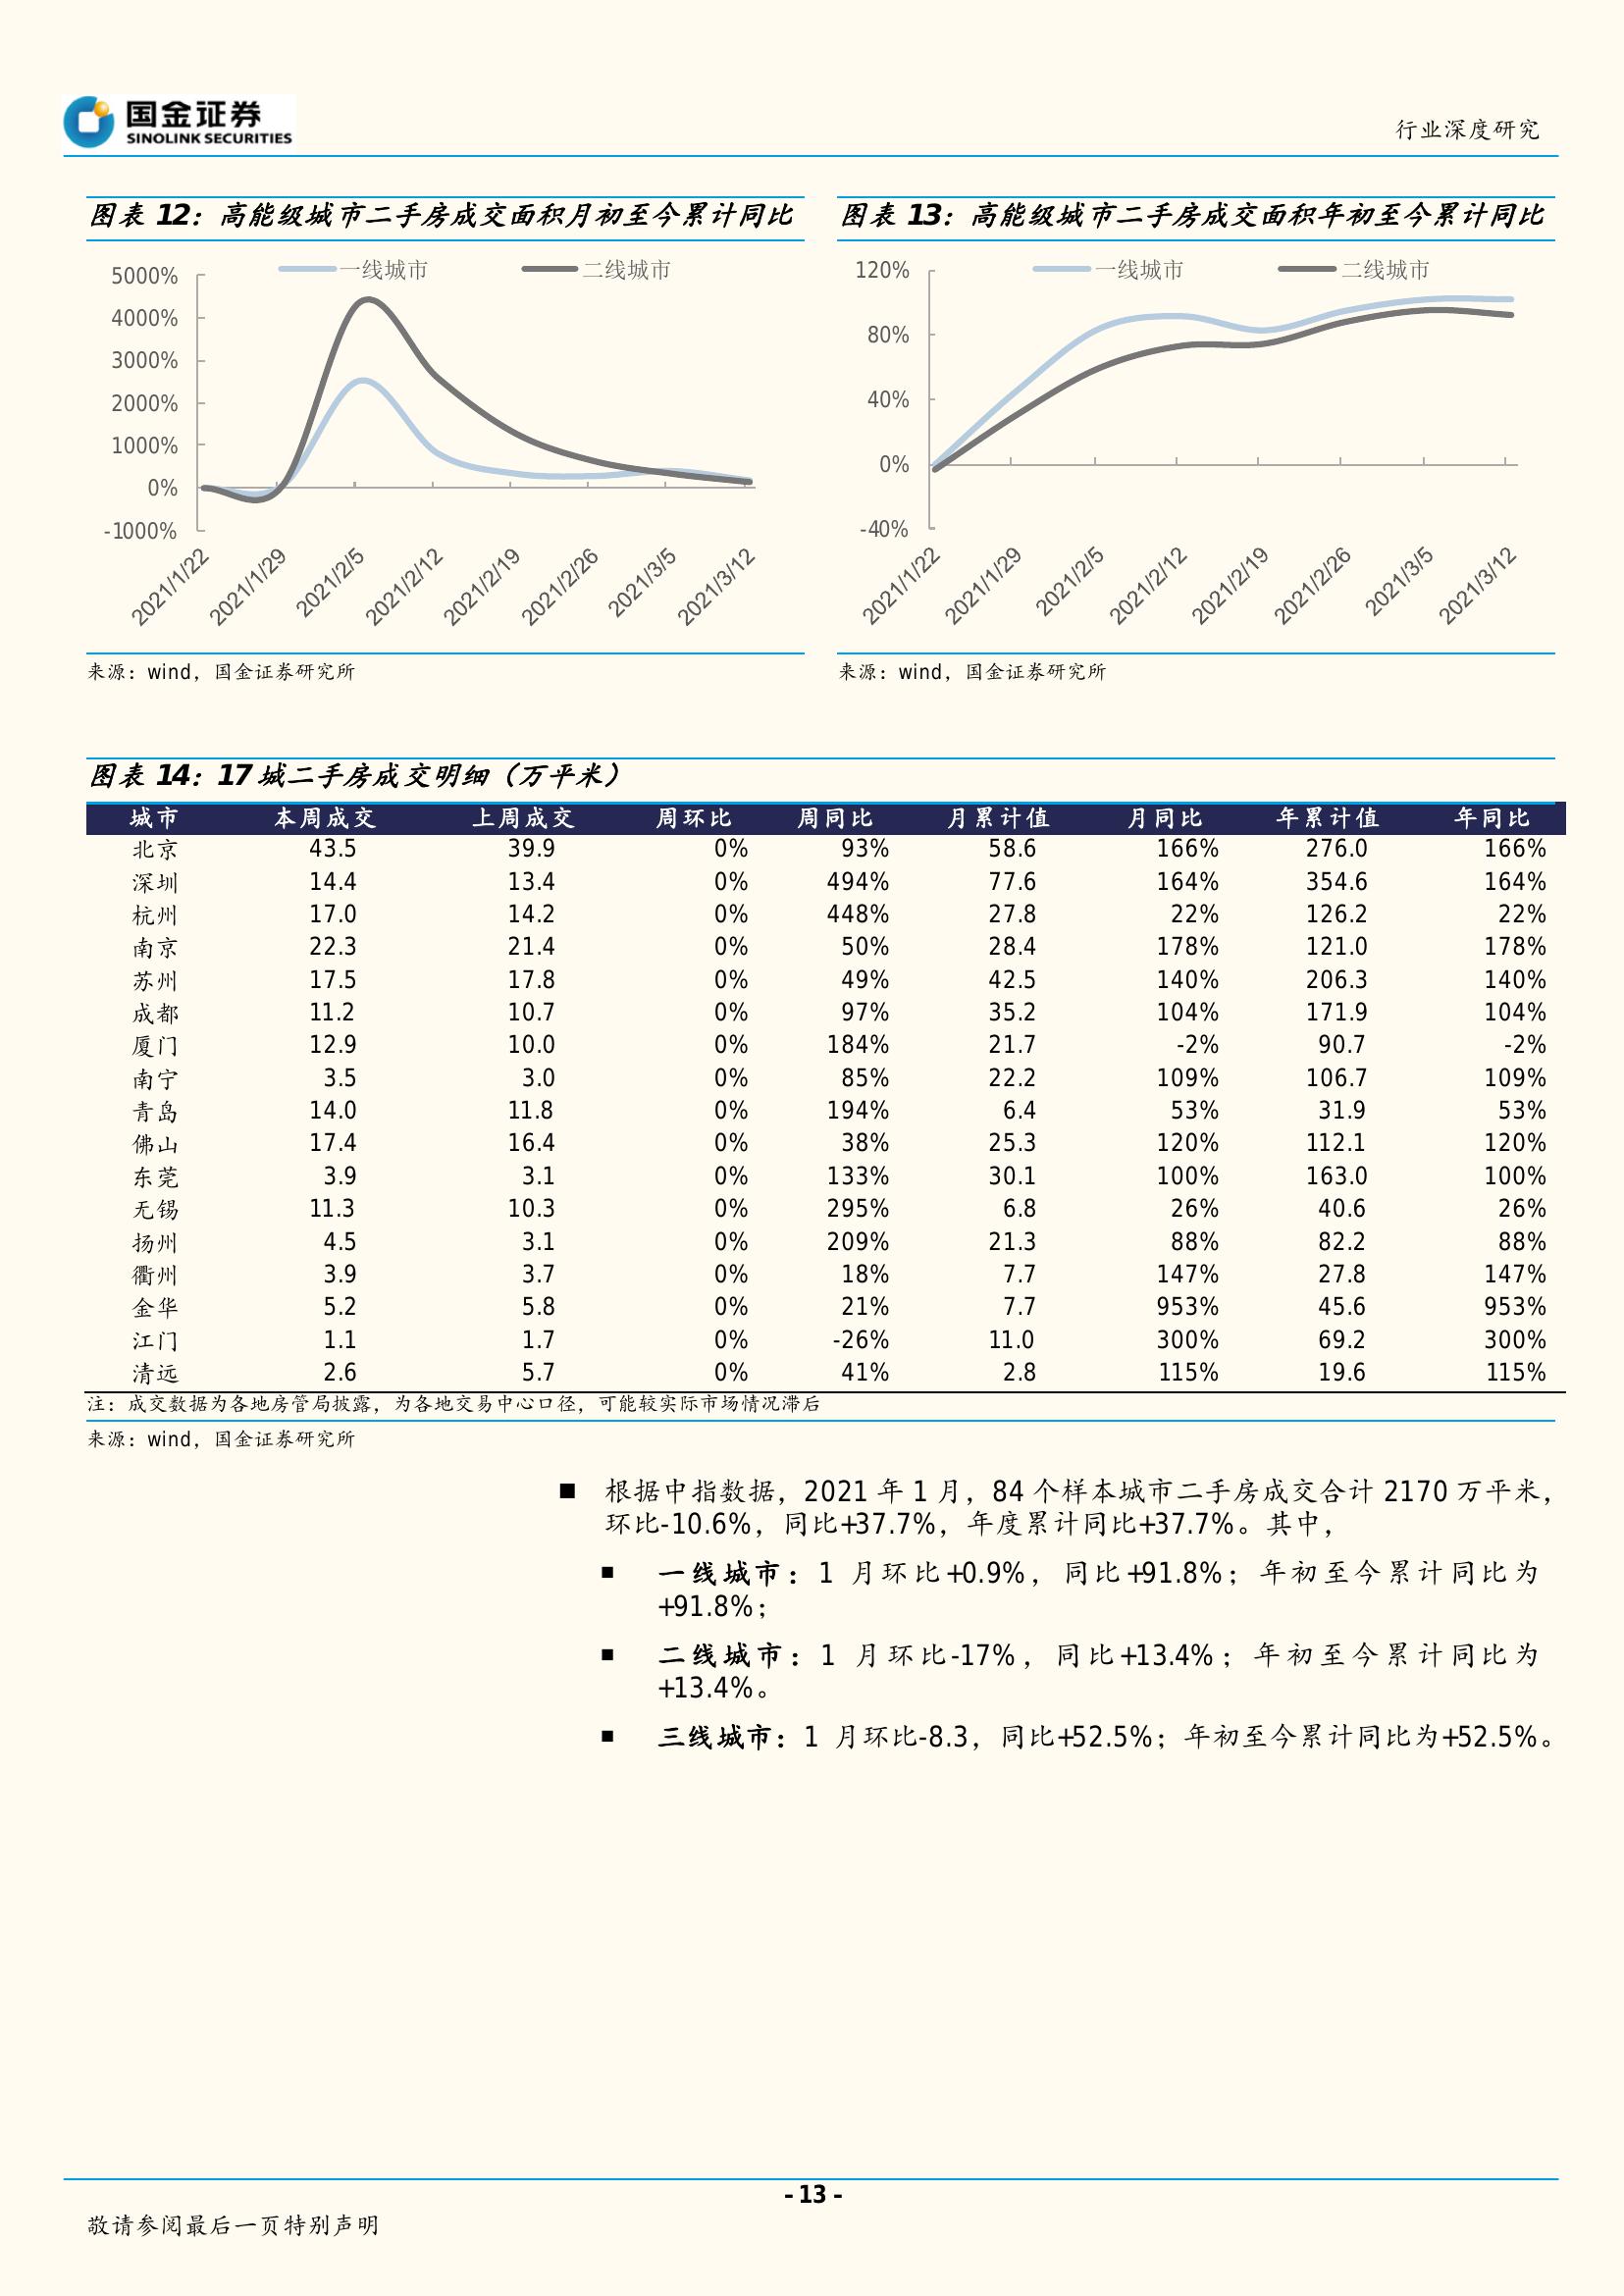 国金证券
SINOLINK SECURITIES
行业深度研究
图表 12：高能级城市二手房成交面积月初至今累计同比
一线城市 二线城市
5000%
4000%
3000%
2000%
1000%
0%
-1000%
2021/1/22 2021/1/29 2021/2/5 2021/2/12 2021/2/19 2021/2/26 2021/3/5 2021/3/12
来源：wind，国金证券研究所
图表 13：高能级城市二手房成交面积年初至今累计同比
一线城市 二线城市
120%
80%
40%
0%
-40%
2021/1/22 2021/1/29 2021/2/5 2021/2/12 2021/2/19 2021/2/26 2021/3/5 2021/3/12
来源：wind，国金证券研究所
图表 14：17 城二手房成交明细（万平米）
城市 本周成交 上周成交 周环比 周同比 月累计值 月同比 年累计值 年同比
北京 43.5 39.9 0% 93% 58.6 166% 276.0 166%
深圳 14.4 13.4 0% 494% 77.6 164% 354.6 164%
杭州 17.0 14.2 0% 448% 27.8 22% 126.2 22%
南京 22.3 21.4 0% 50% 28.4 178% 121.0 178%
苏州 17.5 17.8 0% 49% 42.5 140% 206.3 140%
成都 11.2 10.7 0% 97% 35.2 104% 171.9 104%
厦门 12.9 10.0 0% 184% 21.7 -2% 90.7 -2%
南宁 3.5 3.0 0% 85% 22.2 109% 106.7 109%
青岛 14.0 11.8 0% 194% 6.4 53% 31.9 53%
佛山 17.4 16.4 0% 38% 25.3 120% 112.1 120%
东莞 3.9 3.1 0% 133% 30.1 100% 163.0 100%
无锡 11.3 10.3 0% 295% 6.8 26% 40.6 26%
扬州 4.5 3.1 0% 209% 21.3 88% 82.2 88%
衢州 3.9 3.7 0% 18% 7.7 147% 27.8 147%
金华 5.2 5.8 0% 21% 7.7 953% 45.6 953%
江门 1.1 1.7 0% -26% 11.0 300% 69.2 300%
清远 2.6 5.7 0% 41% 2.8 115% 19.6 115%
注：成交数据为各地房管局披露，为各地交易中心口径，可能较实际市场情况滞后
来源：wind，国金证券研究所
■ 根据中指数据，2021 年 1 月，84 个样本城市二手房成交合计 2170 万平米，
环比-10.6%，同比+37.7%，年度累计同比+37.7%。其中，
■ 一线城市：1 月环比+0.9%，同比+91.8%；年初至今累计同比为
+91.8%；
■ 二线城市：1 月环比-17%，同比+13.4%；年初至今累计同比为
+13.4%。
■ 三线城市：1 月环比-8.3，同比+52.5%；年初至今累计同比为+52.5%。
- 13 -
敬请参阅最后一页特别声明